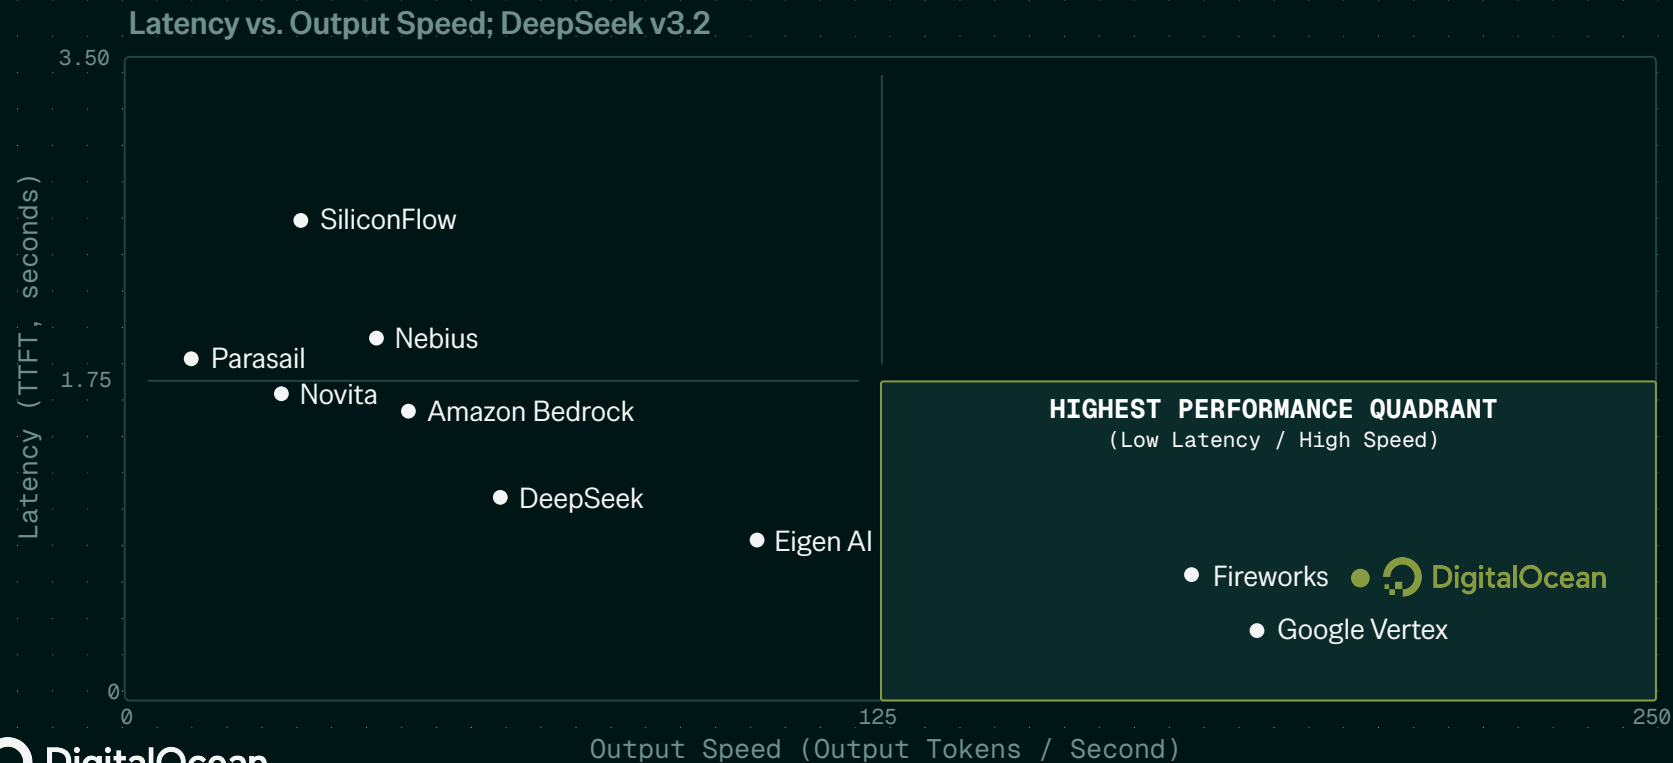 Latency vs. Output Speed; DeepSeek v3.2
3.50
Latency (TTFT, seconds)
SiliconFlow
Nebius
Parasail
1.75
Novita
Amazon Bedrock
HIGHEST PERFORMANCE QUADRANT
(Low Latency / High Speed)
DeepSeek
Eigen AI
Fireworks
DigitalOcean
Google Vertex
0
0
125
250
Output Speed (Output Tokens / Second)
DigitalOcean